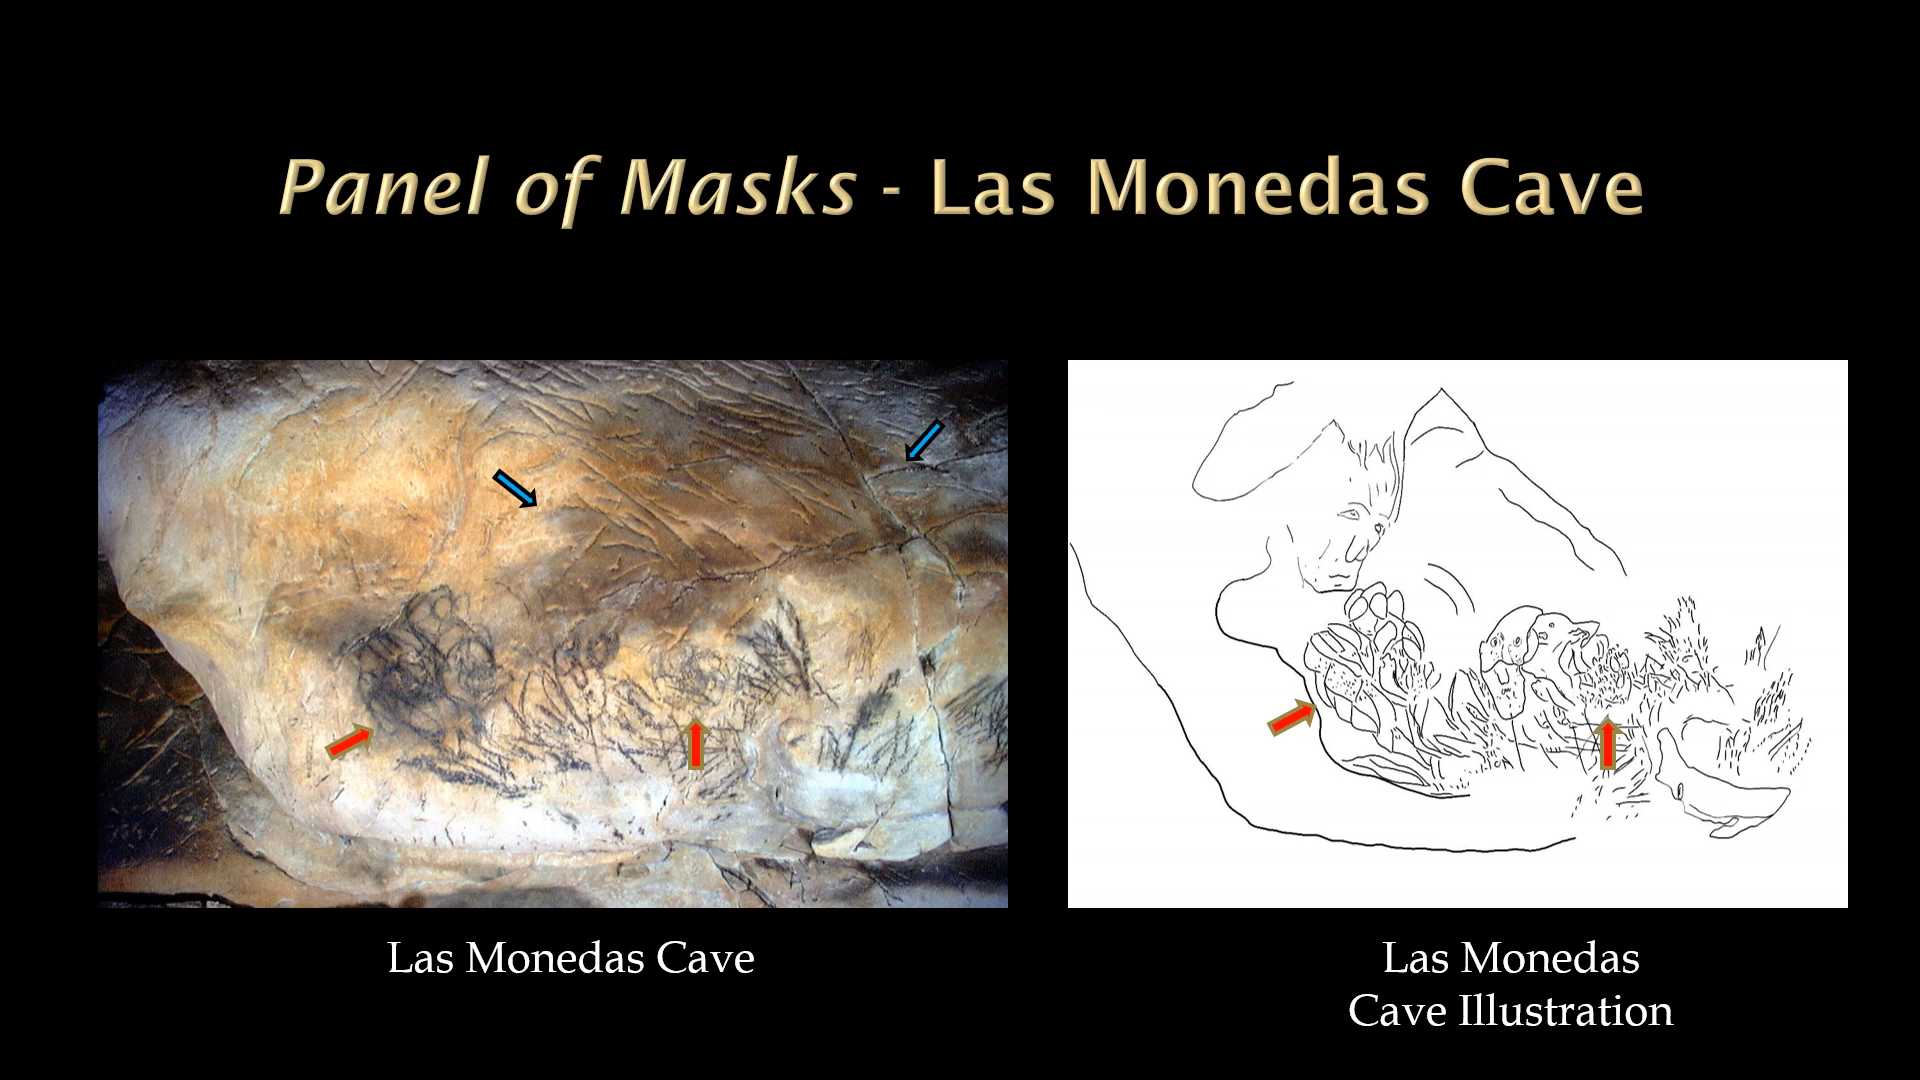 Panel of Masks - Las Monedas Cave
Las Monedas Cave
Las Monedas
Cave Illustration